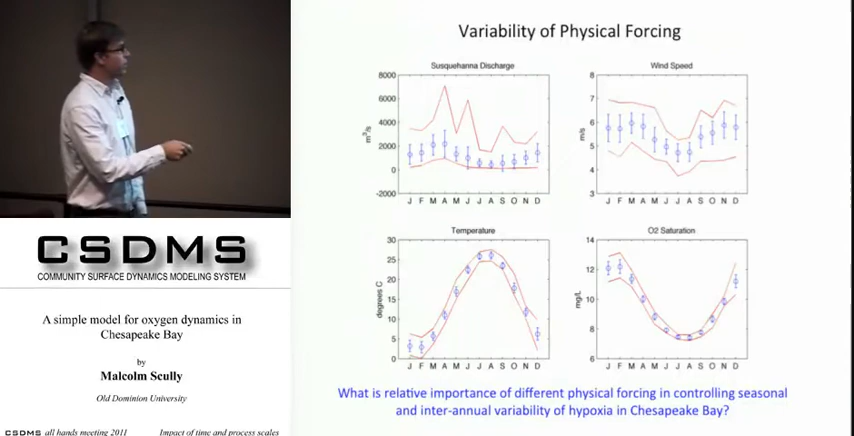 Variability of Physical Forcing
Susquehanna Discharge
8000
6000
4000
2000
0
-2000
m³/s
J F M A M J J A S O N D
Wind Speed
8
7
6
5
4
3
m/s
J F M A M J J A S O N D
Temperature
30
25
20
15
10
5
0
degrees C
J F M A M J J A S O N D
O2 Saturation
14
12
10
8
6
mg/L
J F M A M J J A S O N D
What is relative importance of different physical forcing in controlling seasonal
and inter-annual variability of hypoxia in Chesapeake Bay?
CSDMS
COMMUNITY SURFACE DYNAMICS MODELING SYSTEM
A simple model for oxygen dynamics in
Chesapeake Bay
by
Malcolm Scully
Old Dominion University
CSDMS all hands meeting 2011 Impact of time and process scales